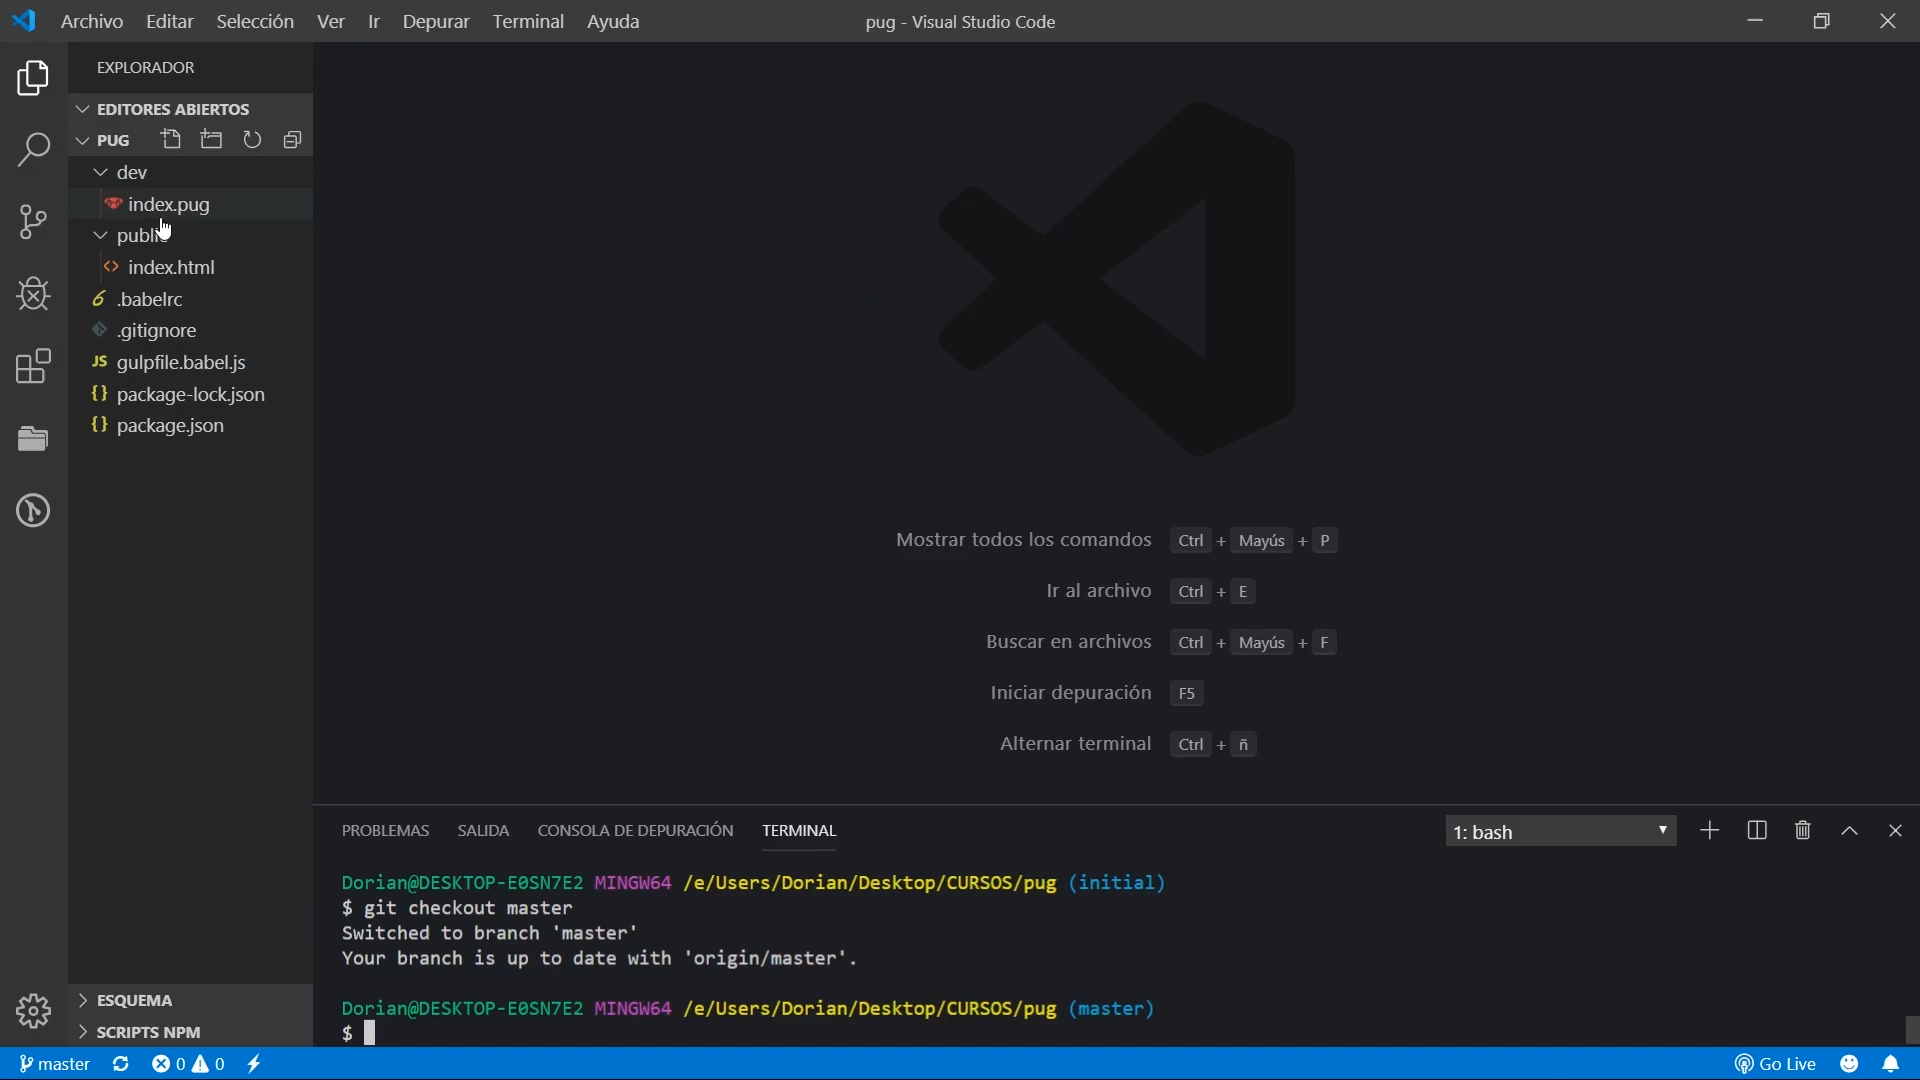 Archivo Editar Selección Ver Ir Depurar Terminal Ayuda
pug - Visual Studio Code
EXPLORADOR
EDITORES ABIERTOS
PUG
dev
index.pug
public
index.html
.babelrc
.gitignore
JS gulpfile.babel.js
{} package-lock.json
{} package.json
Mostrar todos los comandos Ctrl + Mayús + P
Ir al archivo Ctrl + E
Buscar en archivos Ctrl + Mayús + F
Iniciar depuración F5
Alternar terminal Ctrl + ñ
PROBLEMAS SALIDA CONSOLA DE DEPURACIÓN TERMINAL
1: bash
Dorian@DESKTOP-E0SN7E2 MINGW64 /e/Users/Dorian/Desktop/CURSOS/pug (initial)
$ git checkout master
Switched to branch 'master'
Your branch is up to date with 'origin/master'.
Dorian@DESKTOP-E0SN7E2 MINGW64 /e/Users/Dorian/Desktop/CURSOS/pug (master)
$
ESQUEMA
SCRIPTS NPM
master 0 0
Go Live